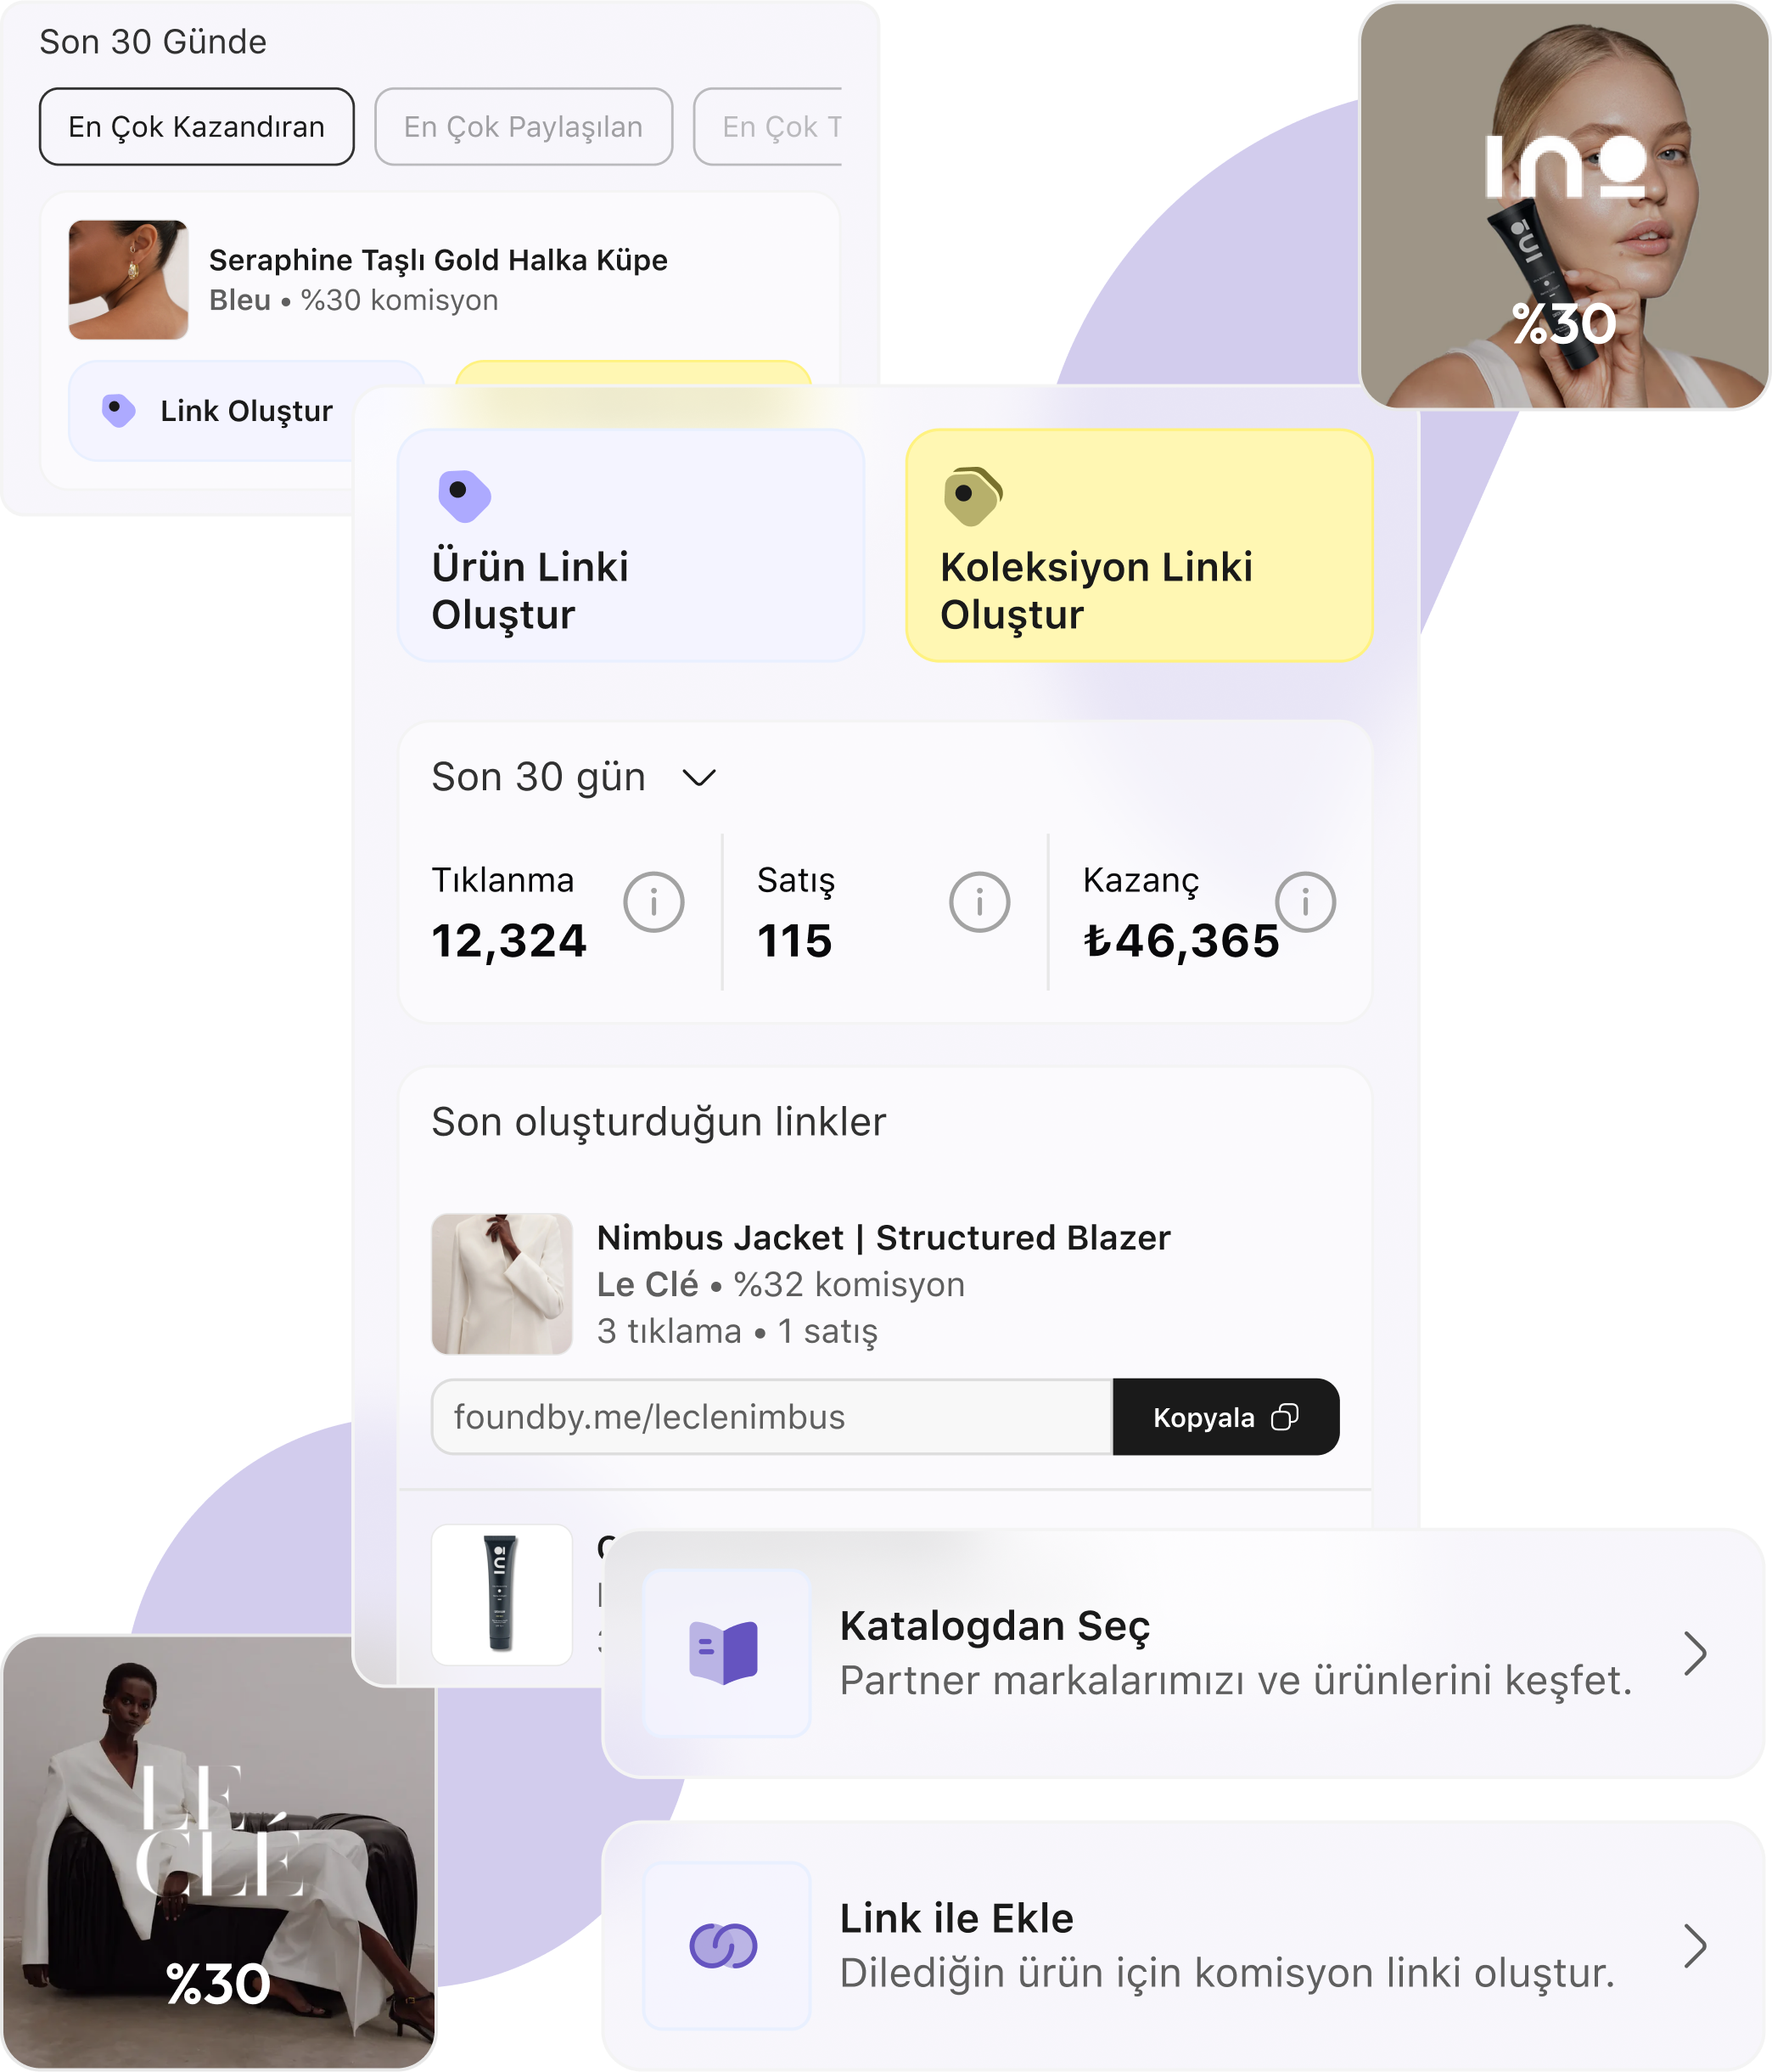 Son 30 Günde
En Çok Kazandıran
En Çok Paylaşılan
En Çok T
Seraphine Taşlı Gold Halka Küpe
Bleu • %30 komisyon
Link Oluştur
ino
ino
%30
Ürün Linki
Oluştur
Koleksiyon Linki
Oluştur
Son 30 gün
Tıklanma
12,324
Satış
115
Kazanç
₺46,365
Son oluşturduğun linkler
Nimbus Jacket | Structured Blazer
Le Clé • %32 komisyon
3 tıklama • 1 satış
foundby.me/leclenimbus
Kopyala
ino
Katalogdan Seç
Partner markalarımızı ve ürünlerini keşfet.
LE
CLÉ
%30
Link ile Ekle
Dilediğin ürün için komisyon linki oluştur.